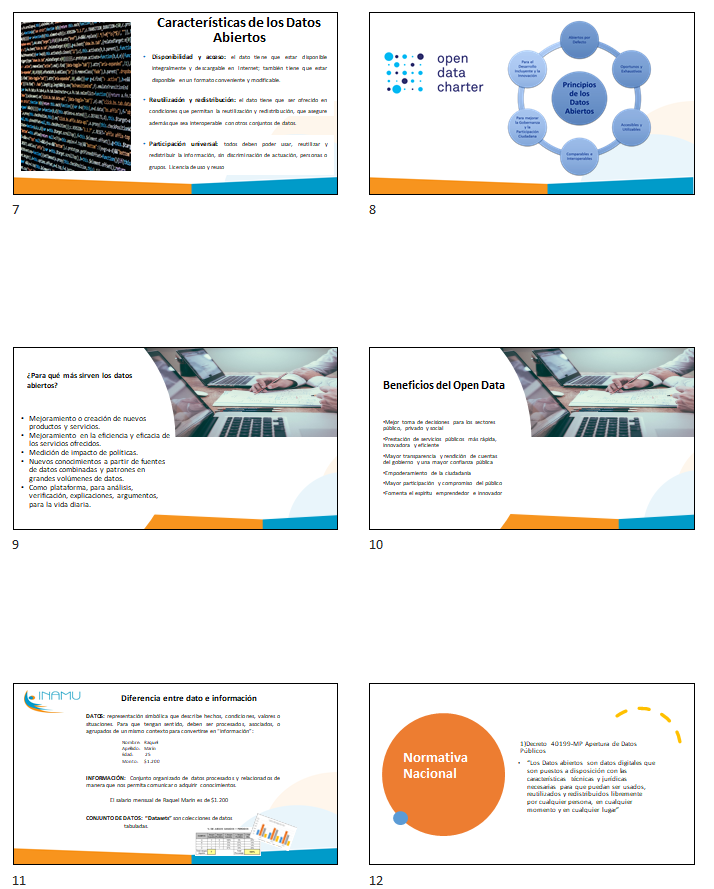 Características de los Datos
Abiertos
• Disponibilidad y acceso: el dato tiene que estar disponible
integralmente y descargable en Internet; también tiene que estar
disponible en un formato conveniente y modificable.
• Reutilización y redistribución: el dato tiene que ser ofrecido en
condiciones que permitan la reutilización y redistribución, que asegure
además que sea interoperable con otros conjuntos de datos.
• Participación universal: todos deben poder usar, reutilizar y
redistribuir la información, sin discriminación de actuación, personas o
grupos. Licencia de uso y reuso
7
open
data
charter
Abiertos por
Defecto
Oportunos y
Exhaustivos
Accesibles y
Utilizables
Comparables e
Interoperables
Para mejorar
la Gobernanza
y la
Participación
Ciudadana
Para el
Desarrollo
Incluyente y la
Innovación
Principios
de los
Datos
Abiertos
8
¿Para qué más sirven los datos
abiertos?
• Mejoramiento o creación de nuevos
productos y servicios.
• Mejoramiento en la eficiencia y eficacia de
los servicios ofrecidos.
• Medición de impacto de políticas.
• Nuevos conocimientos a partir de fuentes
de datos combinadas y patrones en
grandes volúmenes de datos.
• Como plataforma, para análisis,
verificación, explicaciones, argumentos,
para la vida diaria.
9
Beneficios del Open Data
•Mejor toma de decisiones para los sectores
público, privado y social
•Prestación de servicios públicos más rápida,
innovadora y eficiente
•Mayor transparencia y rendición de cuentas
del gobierno y una mayor confianza pública
•Empoderamiento de la ciudadanía
•Mayor participación y compromiso del público
•Fomenta el espíritu emprendedor e innovador
10
INAMU
Diferencia entre dato e información
DATOS: representación simbólica que describe hechos, condiciones, valores o
situaciones. Para que tengan sentido, deben ser procesados, asociados, o
agrupados de un mismo contexto para convertirse en "información":
Nombre: Raquel
Apellido: Marín
Edad: 25
Monto: $1.200
INFORMACIÓN: Conjunto organizado de datos procesados y relacionados de
manera que nos permita comunicar o adquirir conocimientos.
El salario mensual de Raquel Marín es de $1.200
CONJUNTO DE DATOS: "Datasets" son colecciones de datos
tabuladas.
11
Normativa
Nacional
1)Decreto 40199-MP Apertura de Datos
Públicos
• "Los Datos abiertos son datos digitales que
son puestos a disposición con las
características técnicas y jurídicas
necesarias para que puedan ser usados,
reutilizados y redistribuidos libremente
por cualquier persona, en cualquier
momento y en cualquier lugar"
12